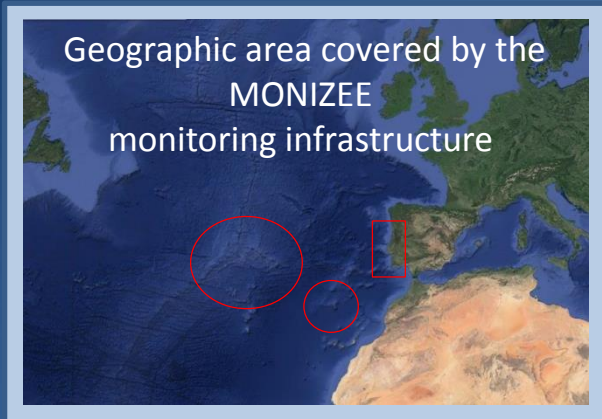 Geographic area covered by the
MONIZEE
monitoring infrastructure